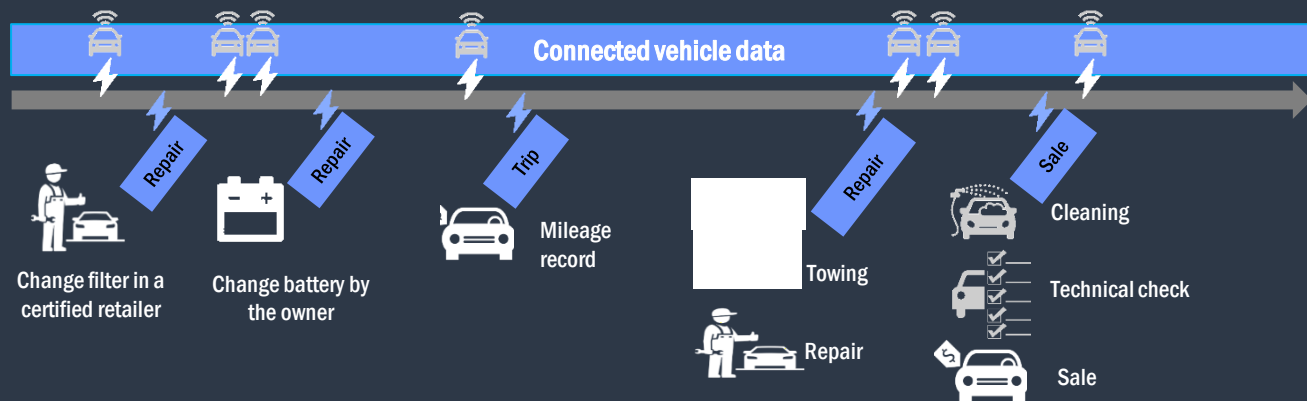 Connected vehicle data
Repair
Repair
Trip
Repair
Sale
Change filter in a
certified retailer
Change battery by
the owner
Mileage
record
Towing
Repair
Cleaning
Technical check
Sale